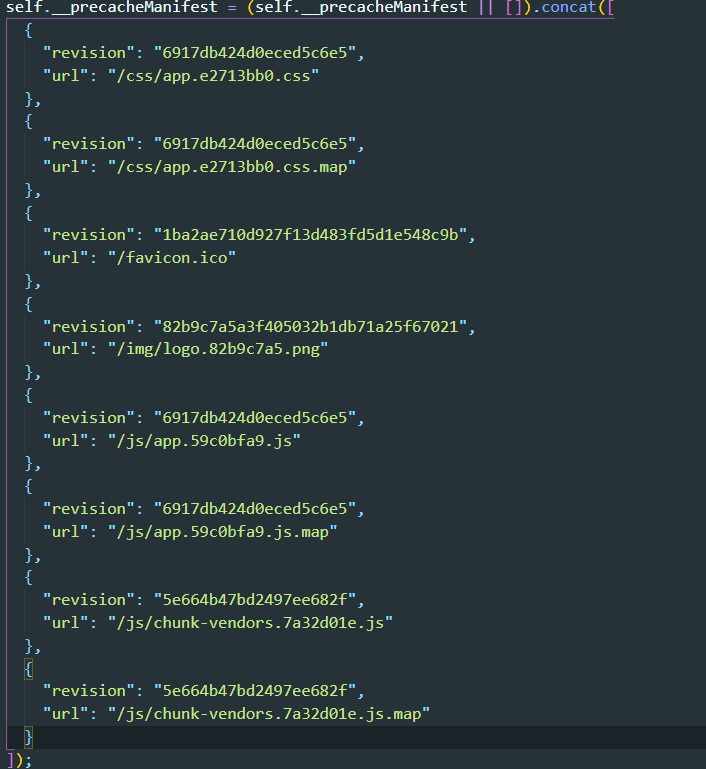 self.__precacheManifest = (self.__precacheManifest || []).concat([
  {
    "revision": "6917db424d0eced5c6e5",
    "url": "/css/app.e2713bb0.css"
  },
  {
    "revision": "6917db424d0eced5c6e5",
    "url": "/css/app.e2713bb0.css.map"
  },
  {
    "revision": "1ba2ae710d927f13d483fd5d1e548c9b",
    "url": "/favicon.ico"
  },
  {
    "revision": "82b9c7a5a3f405032b1db71a25f67021",
    "url": "/img/logo.82b9c7a5.png"
  },
  {
    "revision": "6917db424d0eced5c6e5",
    "url": "/js/app.59c0bfa9.js"
  },
  {
    "revision": "6917db424d0eced5c6e5",
    "url": "/js/app.59c0bfa9.js.map"
  },
  {
    "revision": "5e664b47bd2497ee682f",
    "url": "/js/chunk-vendors.7a32d01e.js"
  },
  {
    "revision": "5e664b47bd2497ee682f",
    "url": "/js/chunk-vendors.7a32d01e.js.map"
  }
]);